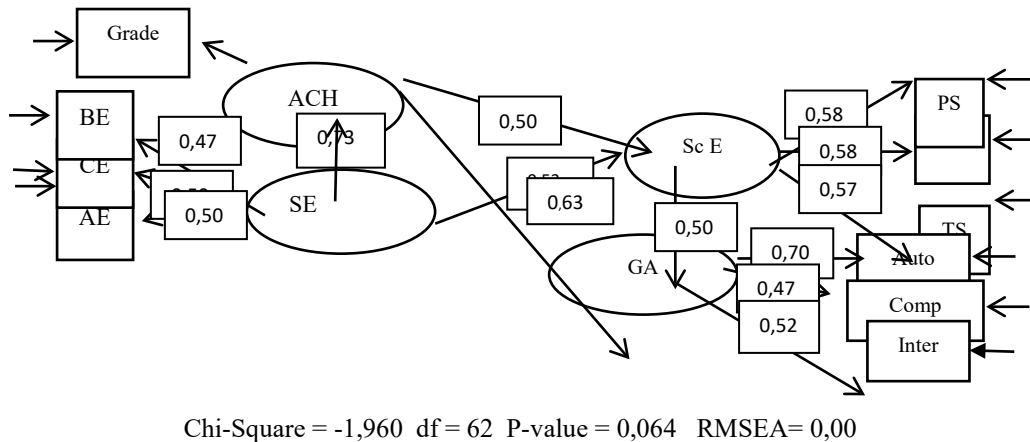 Grade
ACH
BE
PS
0,50
0,58
0,47
0,73
Sc E
0,58
CE
0,57
0,50
SE
0,63
AE
0,50
TS
GA
0,70
Auto
0,47
Comp
0,52
Inter
Chi-Square = -1,960 df = 62 P-value = 0,064 RMSEA= 0,00